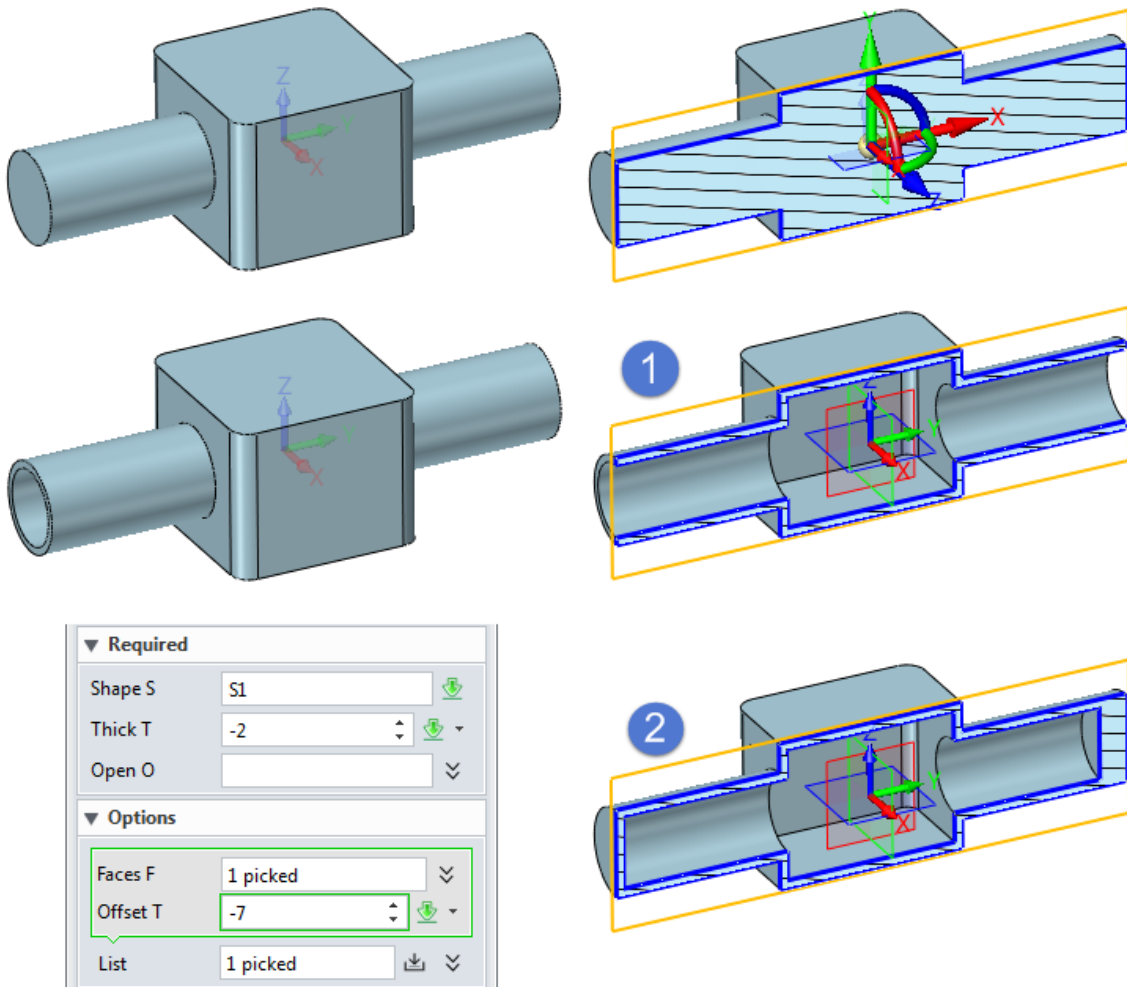 Z
Y
X
Y
X
Z
Z
Y
X
1
Z
Y
X
▼ Required
Shape S S1
Thick T -2
Open O
▼ Options
Faces F 1 picked
Offset T -7
List 1 picked
2
Z
Y
X